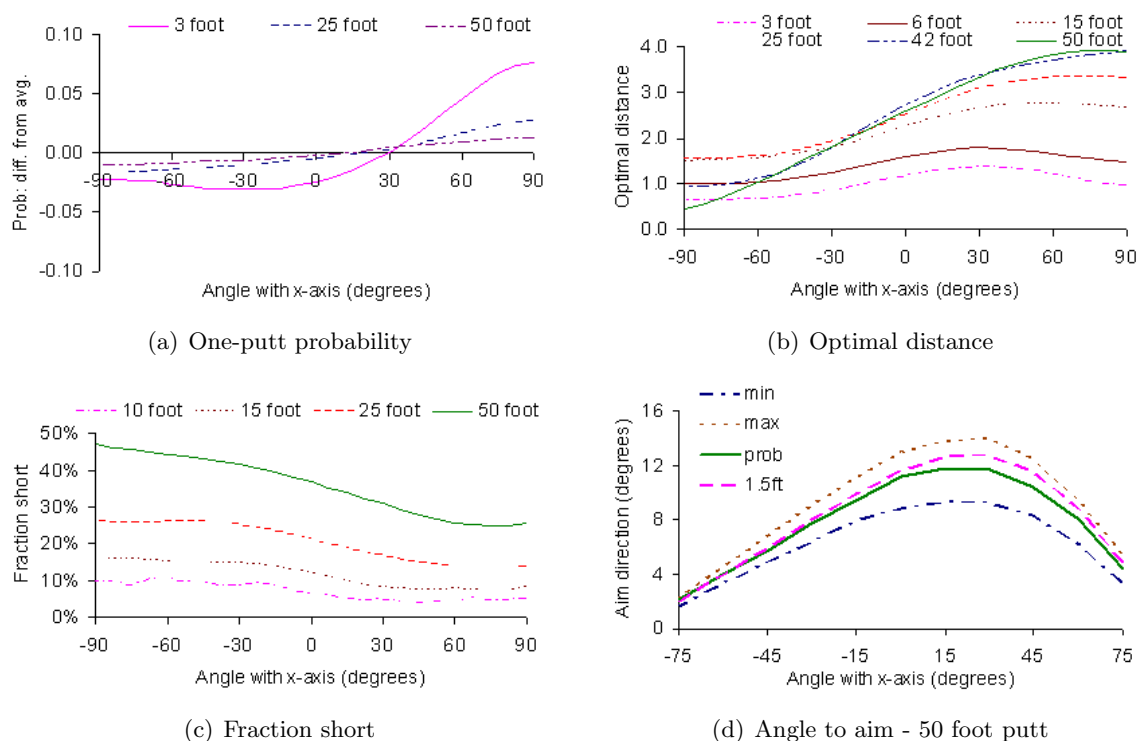 3 foot 25 foot 50 foot
0.10
0.05
0.00
-0.05
-0.10
-90 -60 -30 0 30 60 90
Prob: diff. from avg.
Angle with x-axis (degrees)
(a) One-putt probability
3 foot 6 foot 15 foot
25 foot 42 foot 50 foot
4.0
3.0
2.0
1.0
0.0
-90 -60 -30 0 30 60 90
Optimal distance
Angle with x-axis (degrees)
(b) Optimal distance
10 foot 15 foot 25 foot 50 foot
50%
40%
30%
20%
10%
0%
-90 -60 -30 0 30 60 90
Fraction short
Angle with x-axis (degrees)
(c) Fraction short
min
max
prob
1.5ft
16
12
8
4
0
-75 -45 -15 15 45 75
Aim direction (degrees)
Angle with x-axis (degrees)
(d) Angle to aim - 50 foot putt